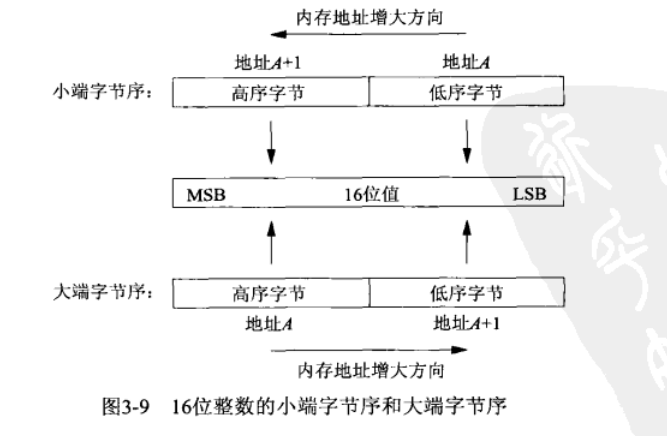 内存地址增大方向
地址A+1 地址A
小端字节序： 高序字节 低序字节
MSB 16位值 LSB
大端字节序： 高序字节 低序字节
地址A 地址A+1
内存地址增大方向
图3-9 16位整数的小端字节序和大端字节序